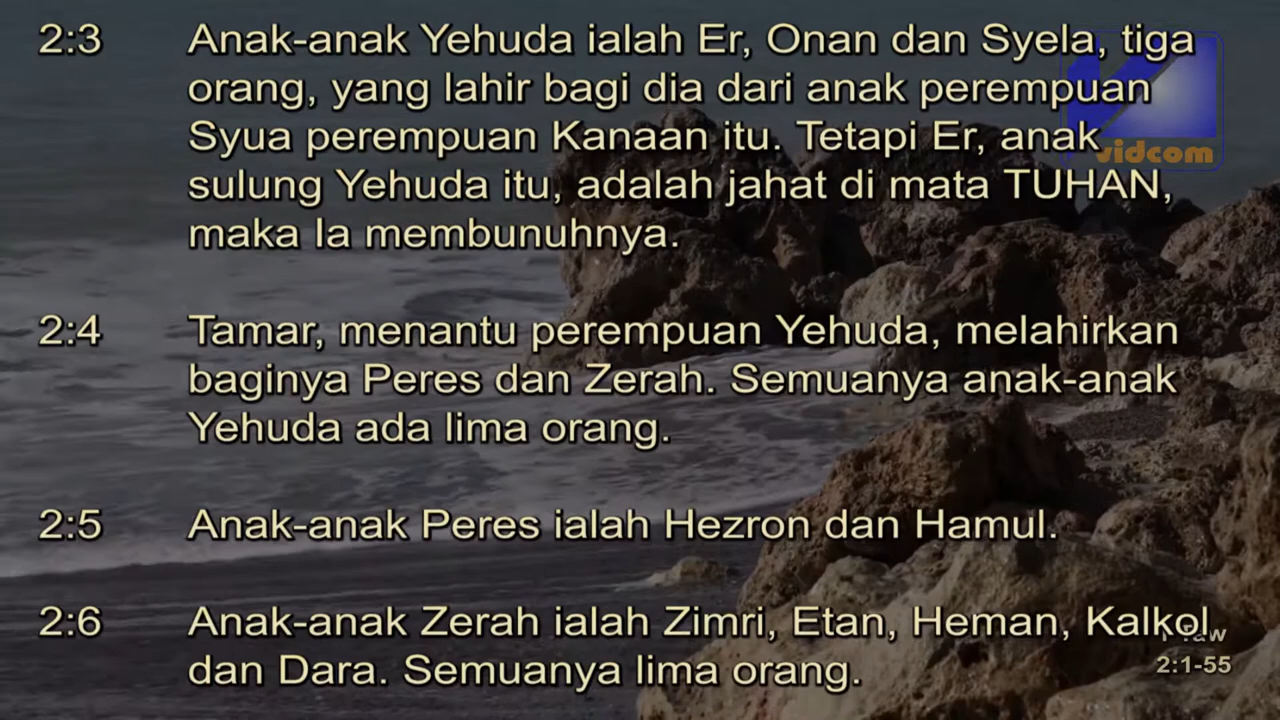 2:3 Anak-anak Yehuda ialah Er, Onan dan Syela, tiga
orang, yang lahir bagi dia dari anak perempuan
Syua perempuan Kanaan itu. Tetapi Er, anak
sulung Yehuda itu, adalah jahat di mata TUHAN,
maka Ia membunuhnya.
2:4 Tamar, menantu perempuan Yehuda, melahirkan
baginya Peres dan Zerah. Semuanya anak-anak
Yehuda ada lima orang.
2:5 Anak-anak Peres ialah Hezron dan Hamul.
2:6 Anak-anak Zerah ialah Zimri, Etan, Heman, Kalkol
dan Dara. Semuanya lima orang.
vidcom
2:1-55